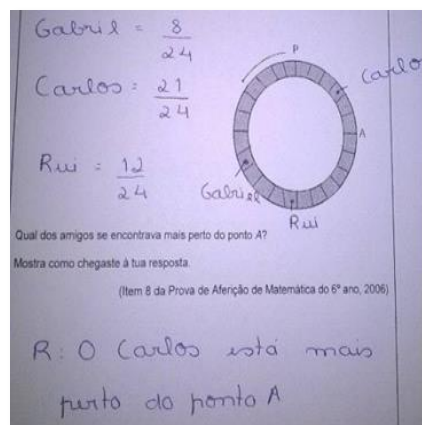 Gabriel = 8/24
Carlos = 21/24
Rui = 12/24
P
Carlo
A
Gabriel
Rui
Qual dos amigos se encontrava mais perto do ponto A?
Mostra como chegaste à tua resposta.
(Item 8 da Prova de Aferição de Matemática do 6º ano, 2006)
R: O Carlos está mais
perto do ponto A